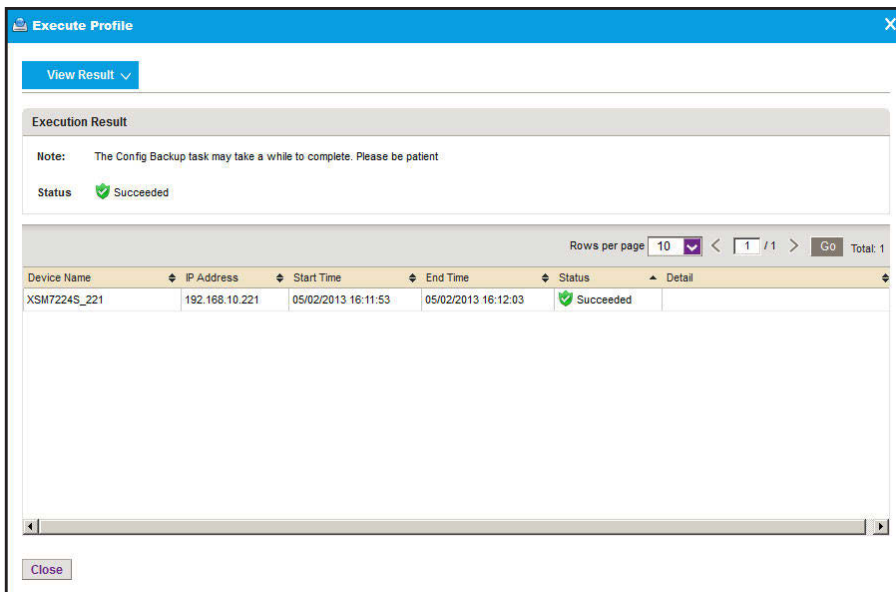 Execute Profile X
View Result
Execution Result
Note: The Config Backup task may take a while to complete. Please be patient
Status Succeeded
Rows per page 10 < 1 / 1 > Go Total: 1
Device Name IP Address Start Time End Time Status Detail
XSM7224S_221 192.168.10.221 05/02/2013 16:11:53 05/02/2013 16:12:03 Succeeded
Close